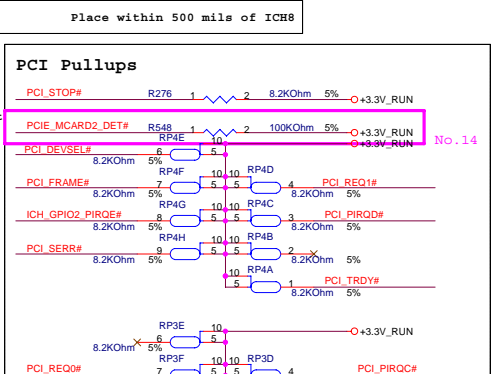 Place within 500 mils of ICH8
PCI Pullups
PCI_STOP# R276 1 2 8.2KOhm 5% +3.3V_RUN
PCIE_MCARD2_DET# R548 1 2 100KOhm 5% +3.3V_RUN
No.14
RP4E 10 +3.3V_RUN
PCI_DEVSEL# 6 5
8.2KOhm 5%
RP4F 10 10 RP4D
PCI_FRAME# 7 5 5 4 PCI_REQ1#
8.2KOhm 5% 8.2KOhm 5%
RP4G 10 10 RP4C
ICH_GPIO2_PIRQE# 8 5 5 3 PCI_PIRQD#
8.2KOhm 5% 8.2KOhm 5%
RP4H 10 10 RP4B
PCI_SERR# 9 5 5 2
8.2KOhm 5% 8.2KOhm 5%
10 RP4A
5 1 PCI_TRDY#
8.2KOhm 5%
RP3E 10 +3.3V_RUN
6 5
8.2KOhm 5%
RP3F 10 10 RP3D
PCI_REQ0# 7 5 5 4 PCI_PIRQC#